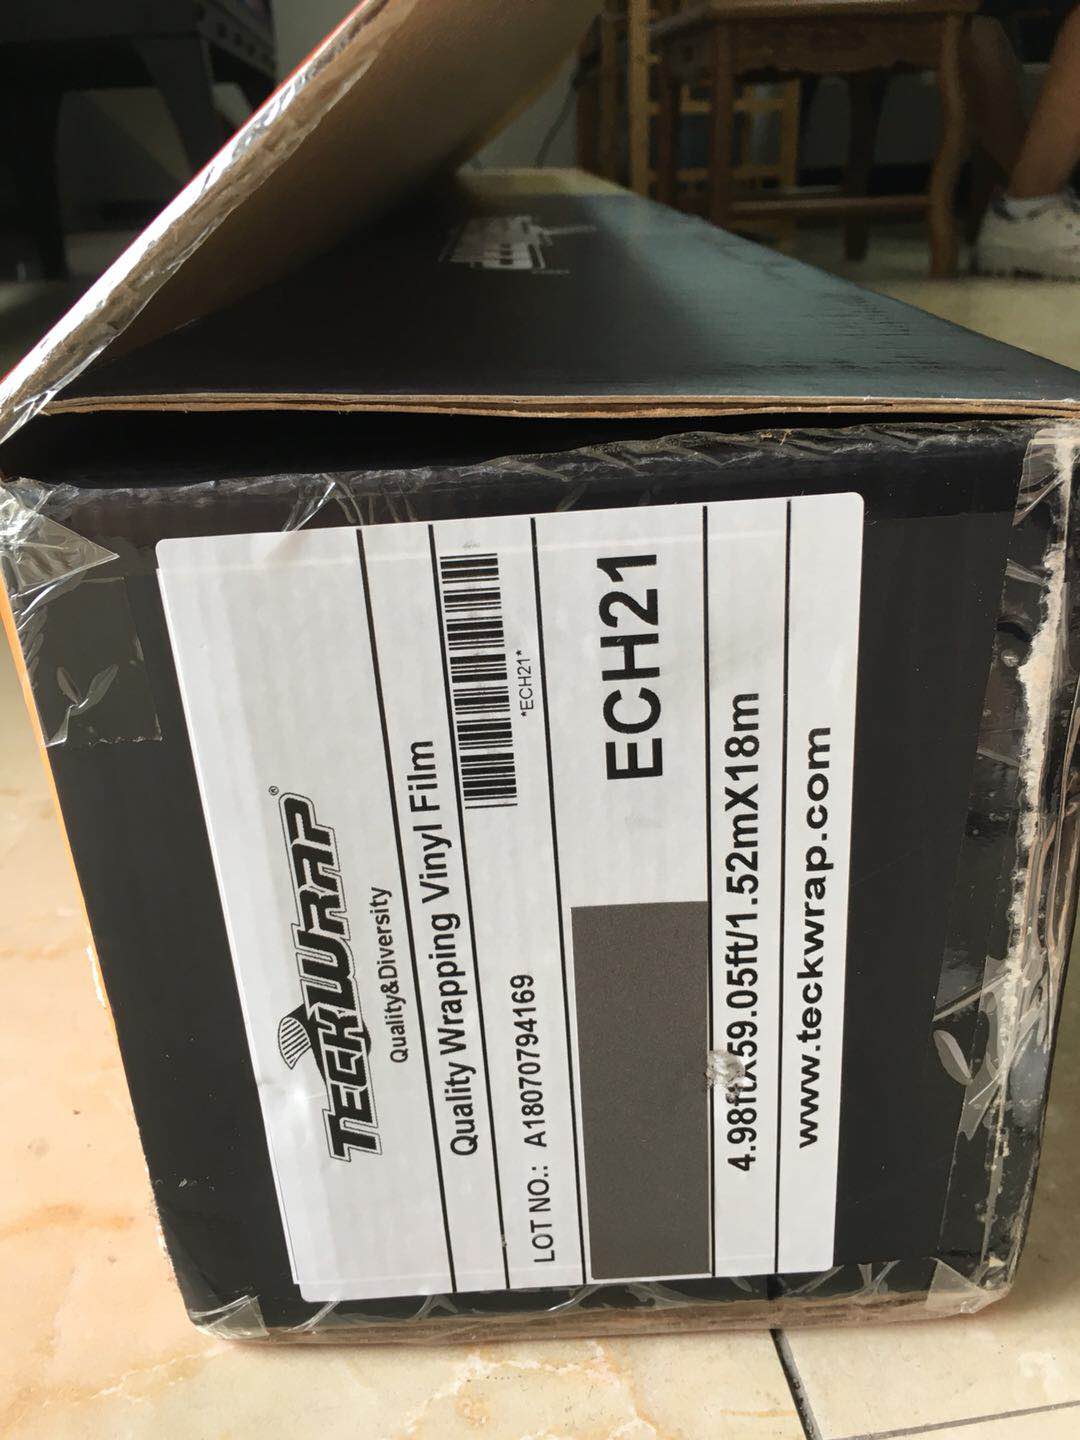 TECKWRAP®
Quality&Diversity
Quality Wrapping Vinyl Film
LOT NO.: A18070794169
*ECH21*
ECH21
4.98ftX59.05ft/1.52mX18m
www.teckwrap.com